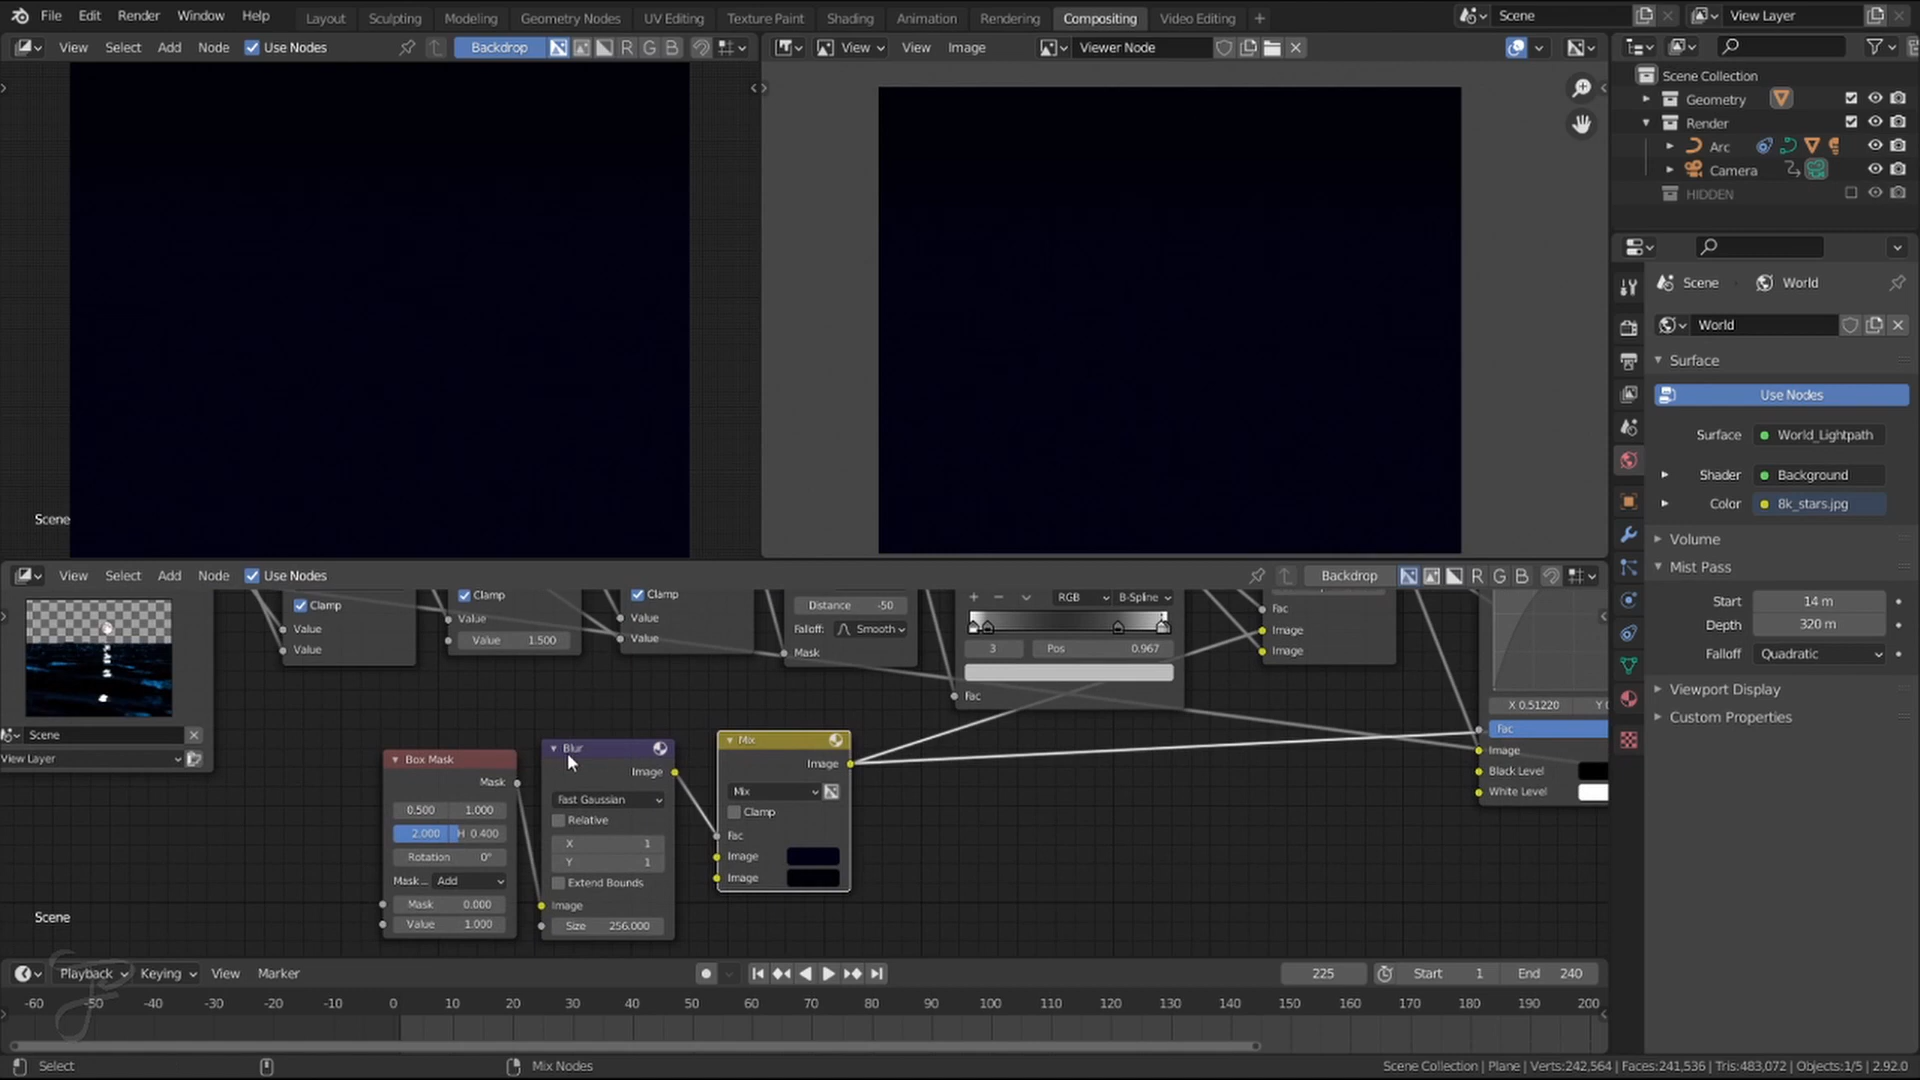 File Edit Render Window Help Layout Sculpting Modeling Geometry Nodes UV Editing Texture Paint Shading Animation Rendering Compositing Video Editing + Scene View Layer
View Select Add Node Use Nodes Backdrop R G B View View Image Viewer Node
Scene Collection
Geometry
Render
Arc
Camera
HIDDEN
Scene World
World
Surface
Use Nodes
Surface World_Lightpath
Shader Background
Color 8k_stars.jpg
Volume
Mist Pass
Start 14 m
Depth 320 m
Falloff Quadratic
Viewport Display
Custom Properties
Scene
View Select Add Node Use Nodes Backdrop R G B
Clamp
Value
Value
Clamp
Value
Value 1.500
Clamp
Value
Value
Distance -50
Falloff: Smooth
Mask
RGB B-Spline
3 Pos 0.967
Fac
Fac
Image
Image
X 0.51220
Fac
Image
Black Level
White Level
Scene
View Layer
Box Mask
Mask
0.500 1.000
2.000 H 0.400
Rotation 0°
Mask... Add
Mask 0.000
Value 1.000
Blur
Image
Fast Gaussian
Relative
X 1
Y 1
Extend Bounds
Image
Size 256.000
Mix
Image
Mix
Clamp
Fac
Image
Image
Scene
Playback Keying View Marker 225 Start 1 End 240
-60 -50 -40 -30 -20 -10 0 10 20 30 40 50 60 70 80 90 100 110 120 130 140 150 160 170 180 190 200
Select Mix Nodes Scene Collection | Plane | Verts:242,564 | Faces:241,536 | Tris:483,072 | Objects:1/5 | 2.92.0